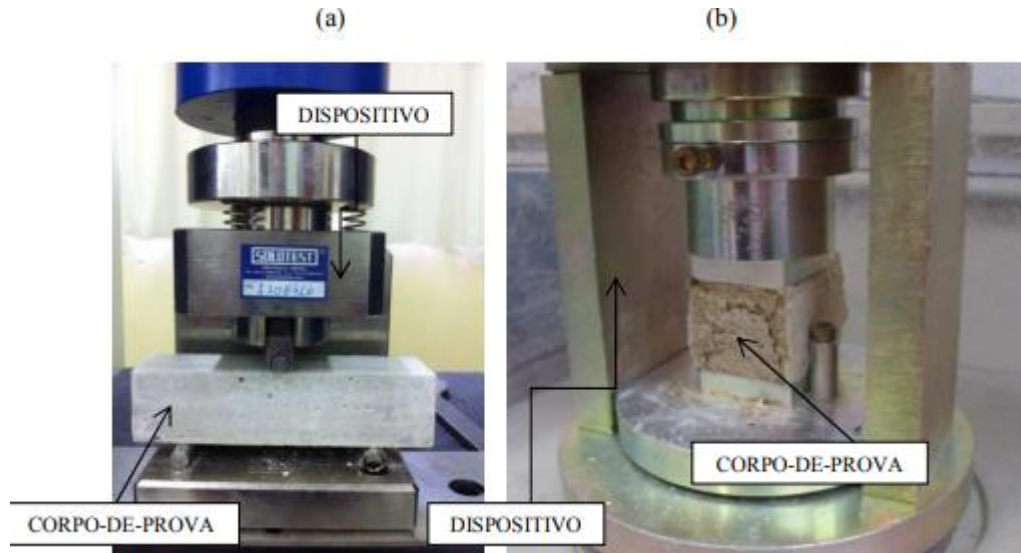 (a)
(b)
DISPOSITIVO
SOLOTEST
CORPO-DE-PROVA
CORPO-DE-PROVA
DISPOSITIVO